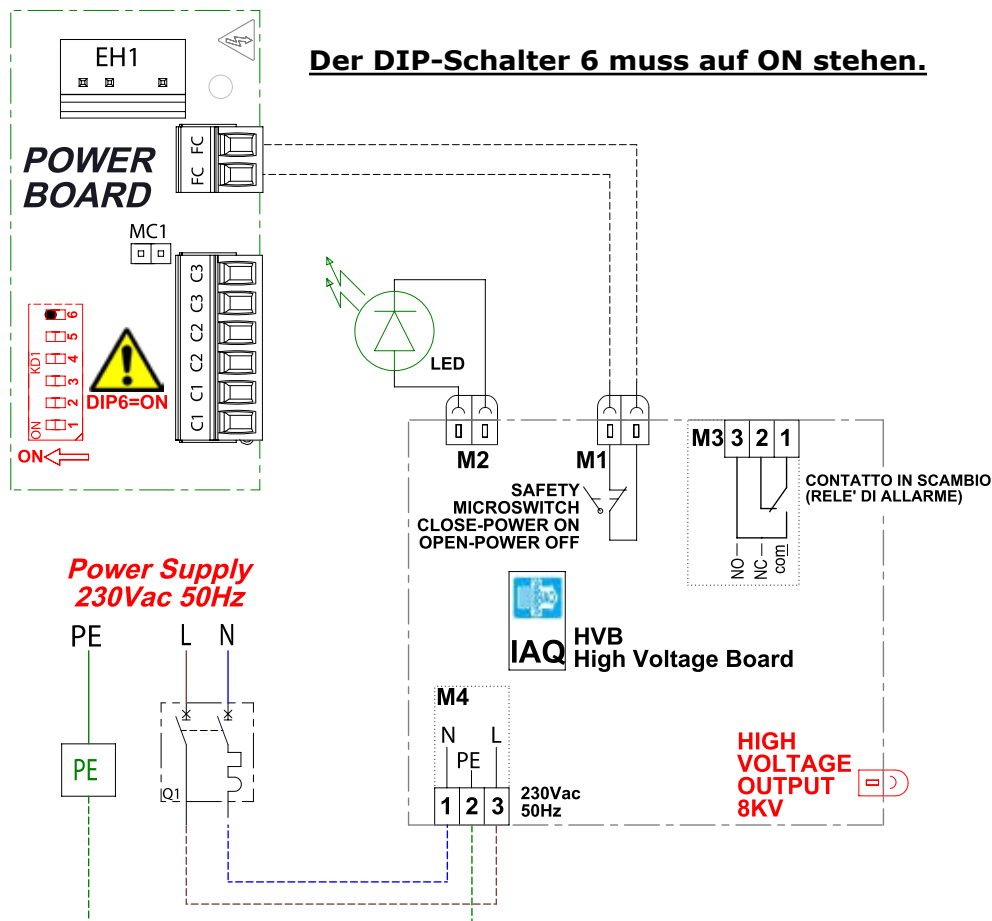 EH1
Der DIP-Schalter 6 muss auf ON stehen.
POWER
BOARD
FC
FC
MC1
C3
C3
C2
C2
C1
C1
KD1
6
5
4
3
2
1
ON
DIP6=ON
ON
LED
M2
M1
M3
3 2 1
SAFETY
MICROSWITCH
CLOSE-POWER ON
OPEN-POWER OFF
CONTATTO IN SCAMBIO
(RELE' DI ALLARME)
NO
NC
com
Power Supply
230Vac 50Hz
PE
L
N
PE
Q1
IAQ
HVB
High Voltage Board
M4
N
PE
L
1 2 3
230Vac
50Hz
HIGH
VOLTAGE
OUTPUT
8KV